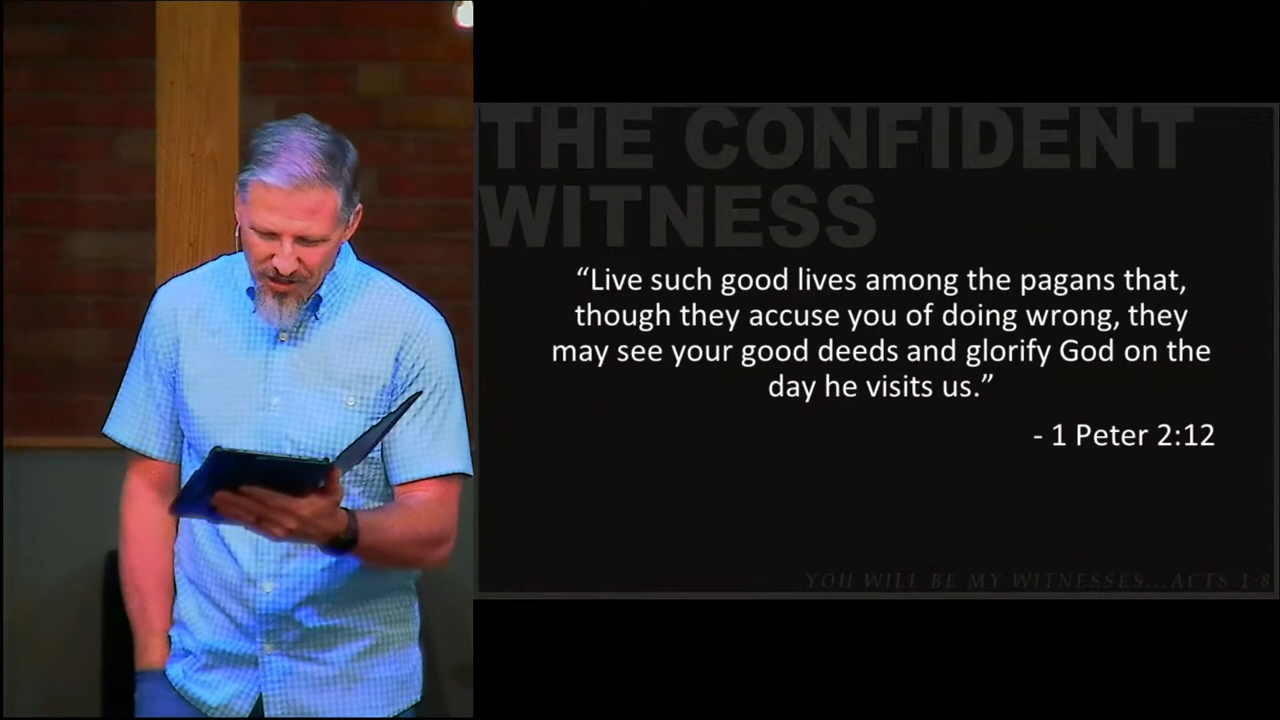 THE CONFIDENT
WITNESS
“Live such good lives among the pagans that,
though they accuse you of doing wrong, they
may see your good deeds and glorify God on the
day he visits us.”
- 1 Peter 2:12
YOU WILL BE MY WITNESSES...ACTS 1:8